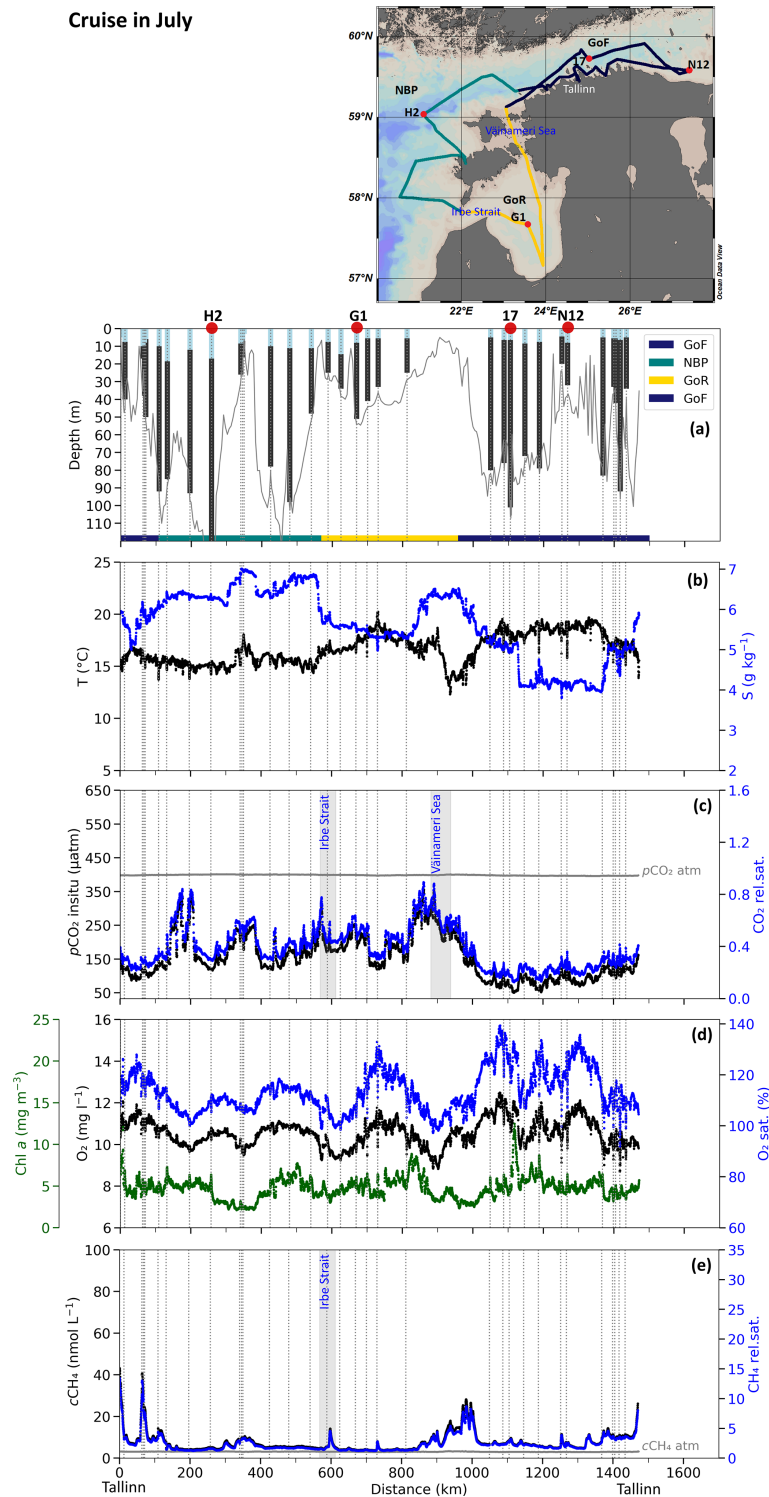 Cruise in July
60°N
59°N
58°N
57°N
GoF
17
N12
Tallinn
NBP
H2
Väinameri Sea
GoR
Irbe Strait
G1
22°E
24°E
26°E
Ocean Data View
H2
G1
17
N12
0
10
20
30
40
50
60
70
80
90
100
110
Depth (m)
GoF
NBP
GoR
GoF
(a)
25
20
15
10
5
T (°C)
(b)
7
6
5
4
3
2
S (g kg⁻¹)
650
550
450
350
250
150
50
pCO₂ insitu (µatm)
Irbe Strait
Väinameri Sea
(c)
pCO₂ atm
1.6
1.2
0.8
0.4
0.0
CO₂ rel.sat.
25
20
15
10
5
0
Chl a (mg m⁻³)
16
14
12
10
8
6
O₂ (mg l⁻¹)
(d)
140
120
100
80
60
O₂ sat. (%)
100
80
60
40
20
0
cCH₄ (nmol L⁻¹)
Irbe Strait
(e)
cCH₄ atm
35
30
25
20
15
10
5
0
CH₄ rel.sat.
0 200 400 600 800 1000 1200 1400 1600
Tallinn Distance (km) Tallinn